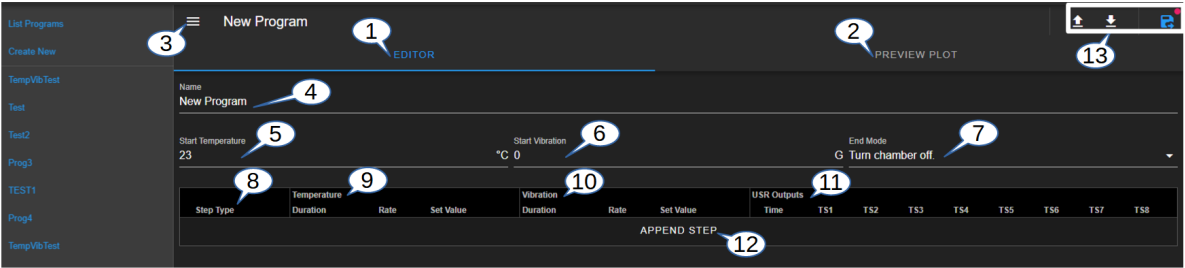 List Programs
Create New
TempVibTest
Test
Test2
Prog3
TEST1
Prog4
TempVibTest
3
New Program
13
1
EDITOR
2
PREVIEW PLOT
Name
New Program
4
Start Temperature
23 °C
5
Start Vibration
0 G
6
End Mode
Turn chamber off.
7
8 9 10 11
Temperature Vibration USR Outputs
Step Type Duration Rate Set Value Duration Rate Set Value Time TS1 TS2 TS3 TS4 TS5 TS6 TS7 TS8
APPEND STEP
12